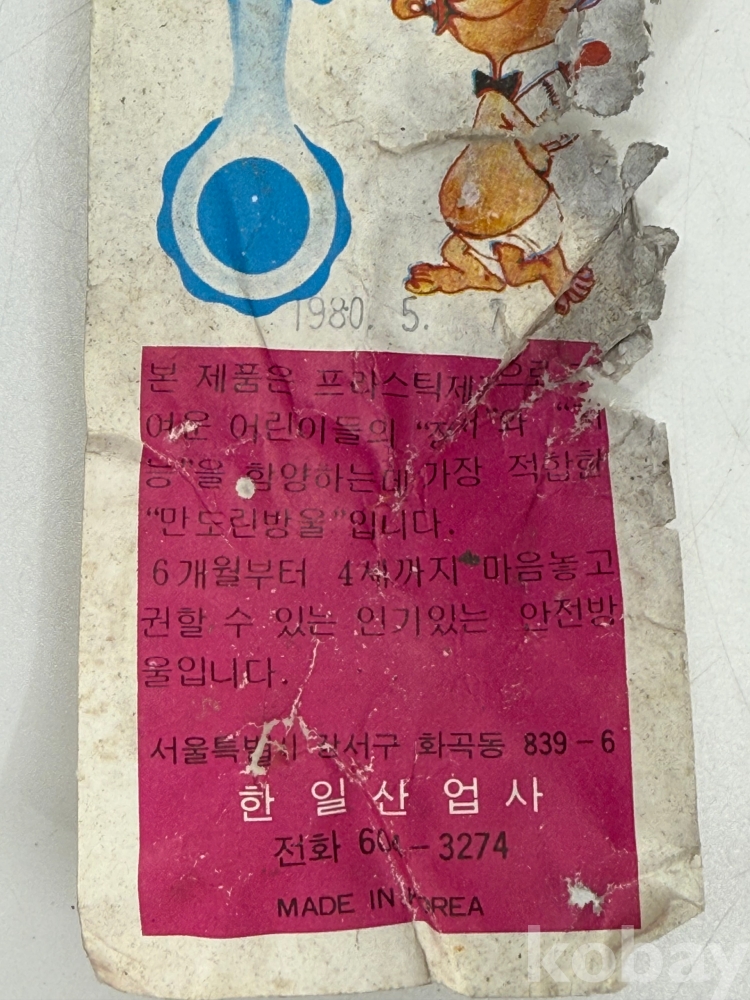 1980. 5. 7
본 제품은 프라스틱제
여운 어린이들의
능"을 함양하는데 가장 적합한
"만도린방울"입니다.
6개월부터 4세까지 마음놓고
권할 수 있는 인기있는 안전방
울입니다.
서울특별시 강서구 화곡동 839-6
한일산업사
전화 -3274
MADE IN KOREA
kobay